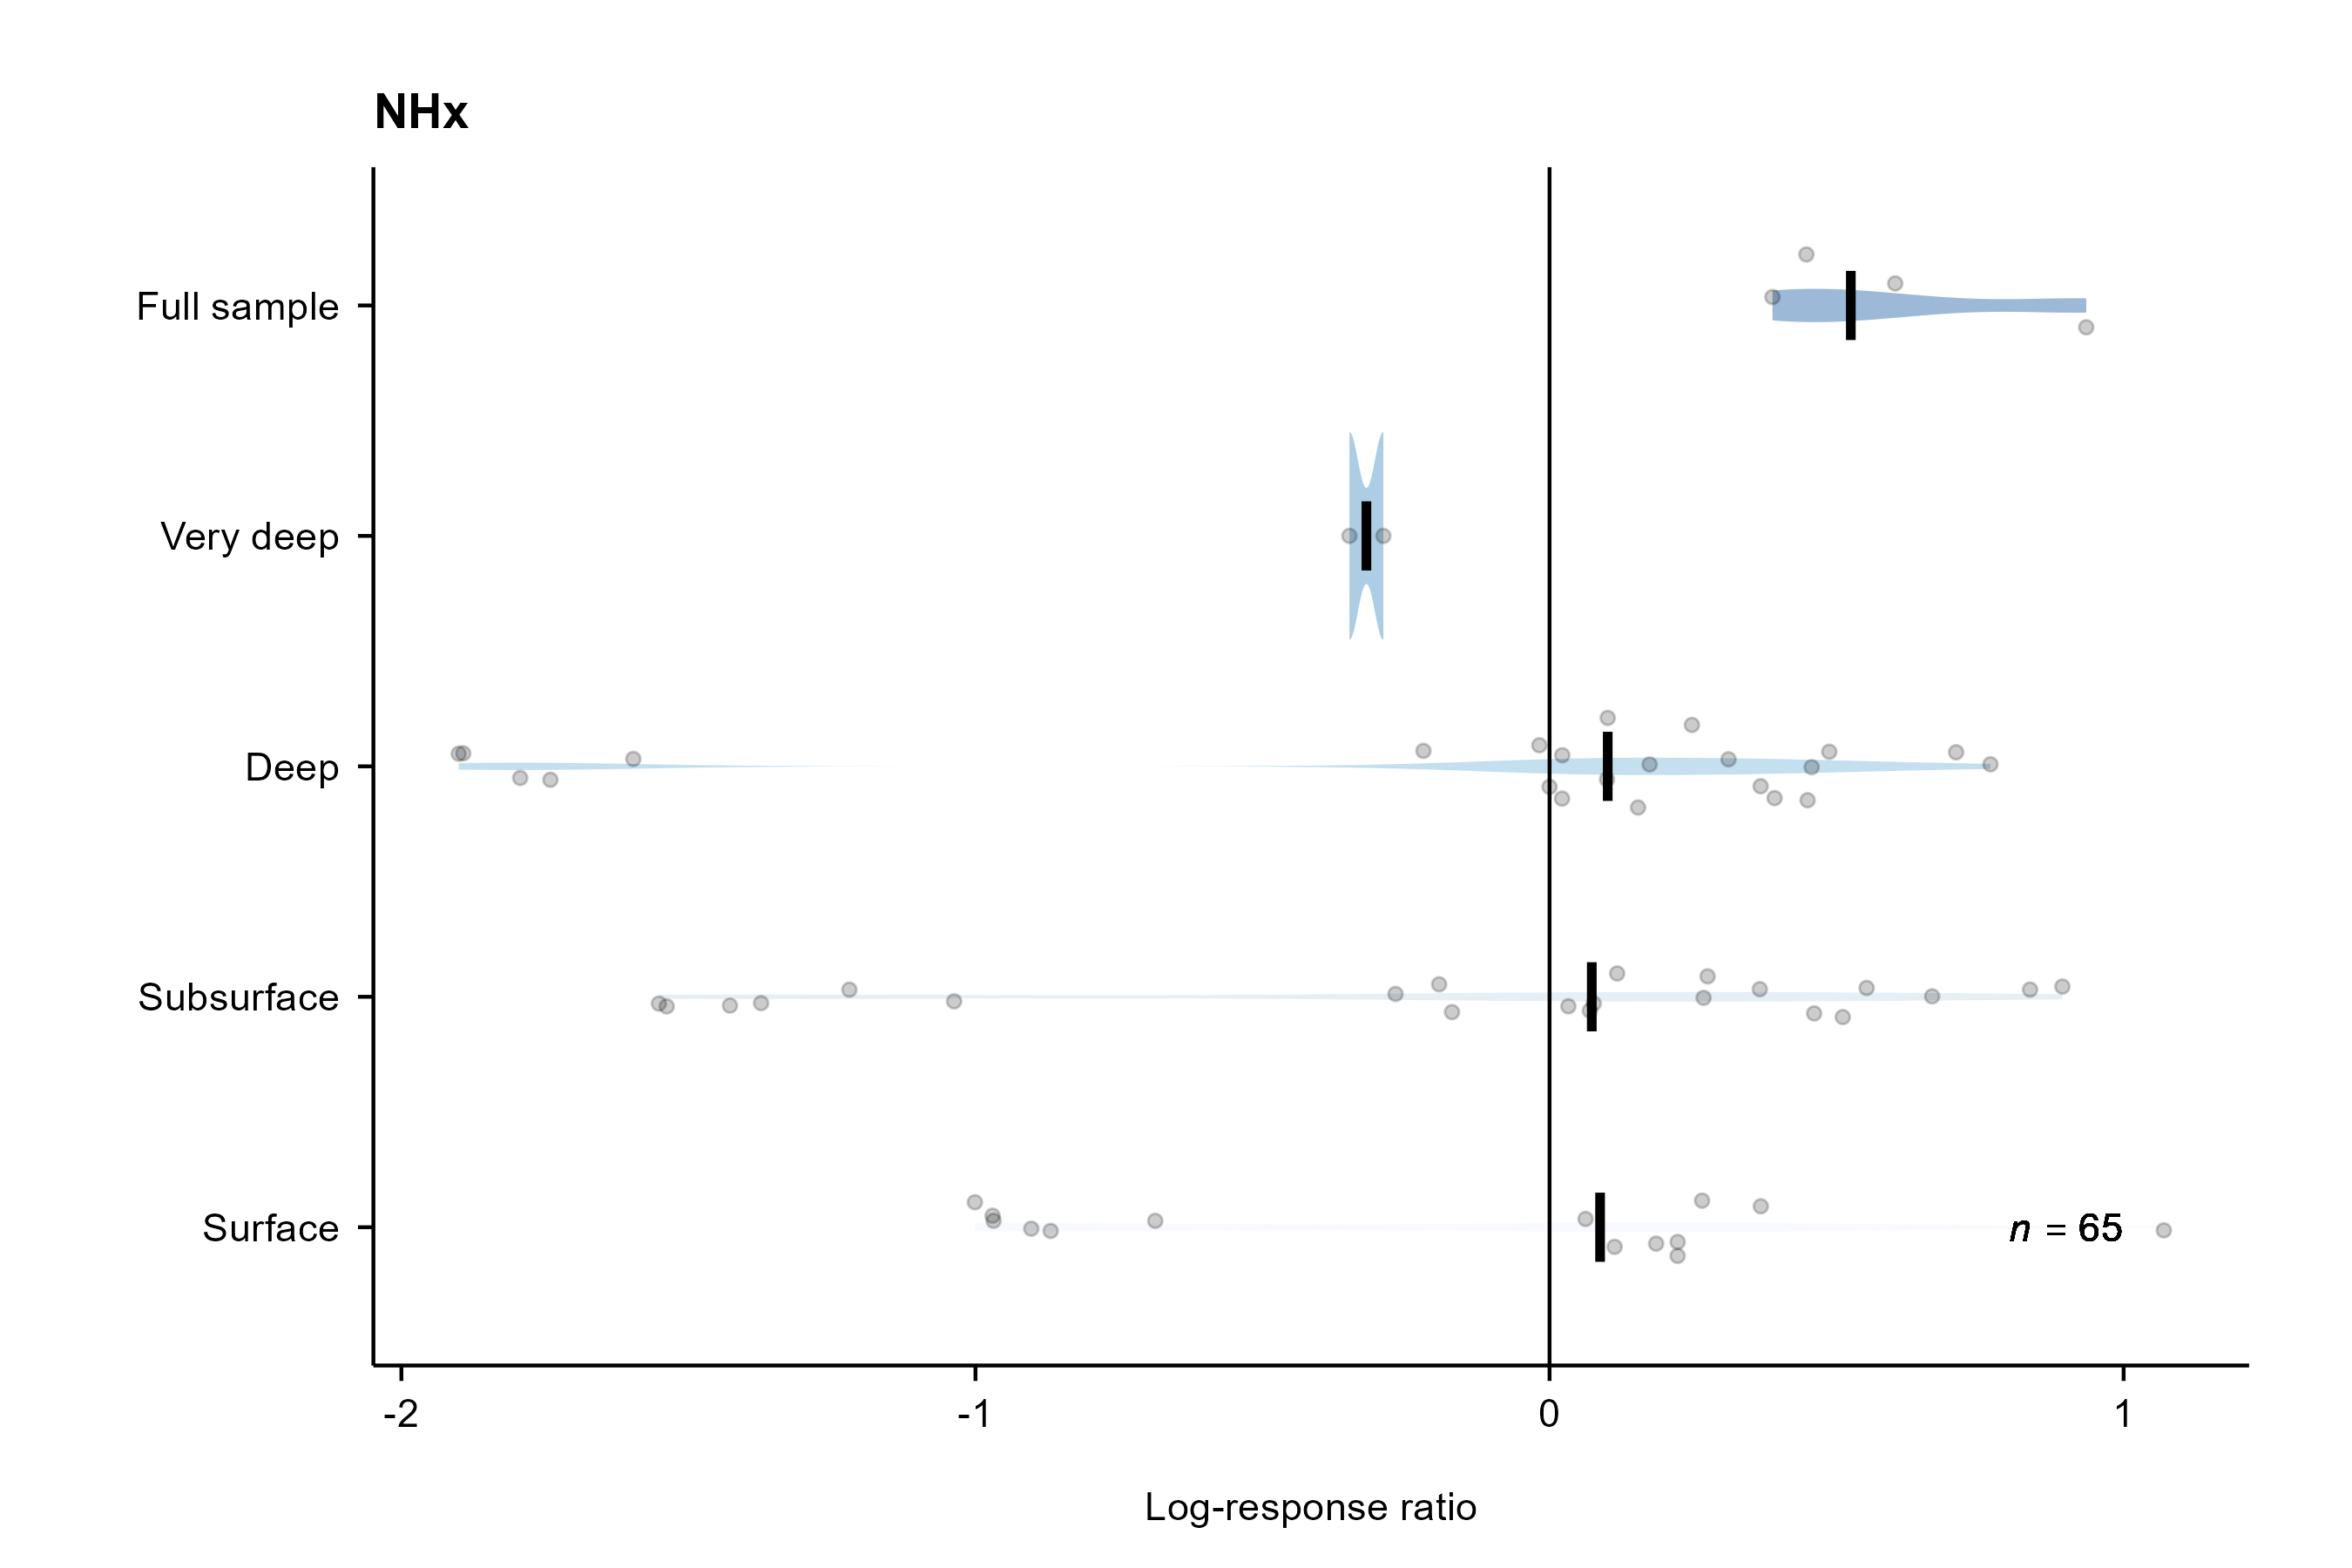 NHx
Full sample
Very deep
Deep
Subsurface
Surface
n = 65
-2 -1 0 1
Log-response ratio